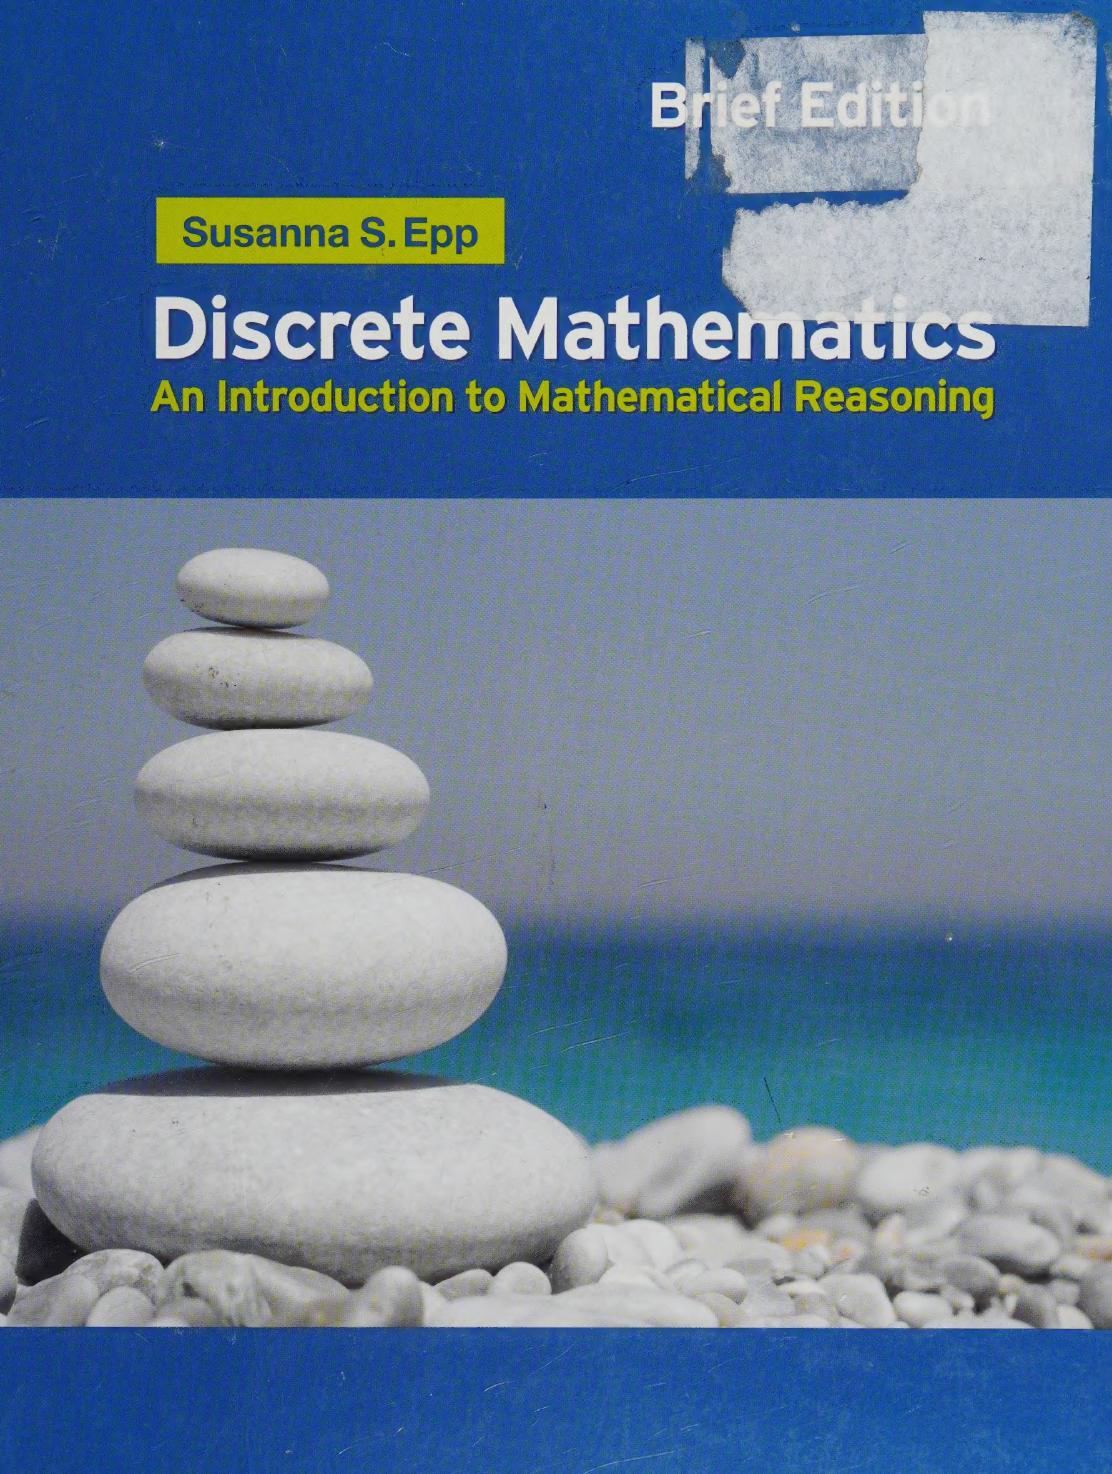 Brief Edition
Susanna S. Epp
Discrete Mathematics
An Introduction to Mathematical Reasoning